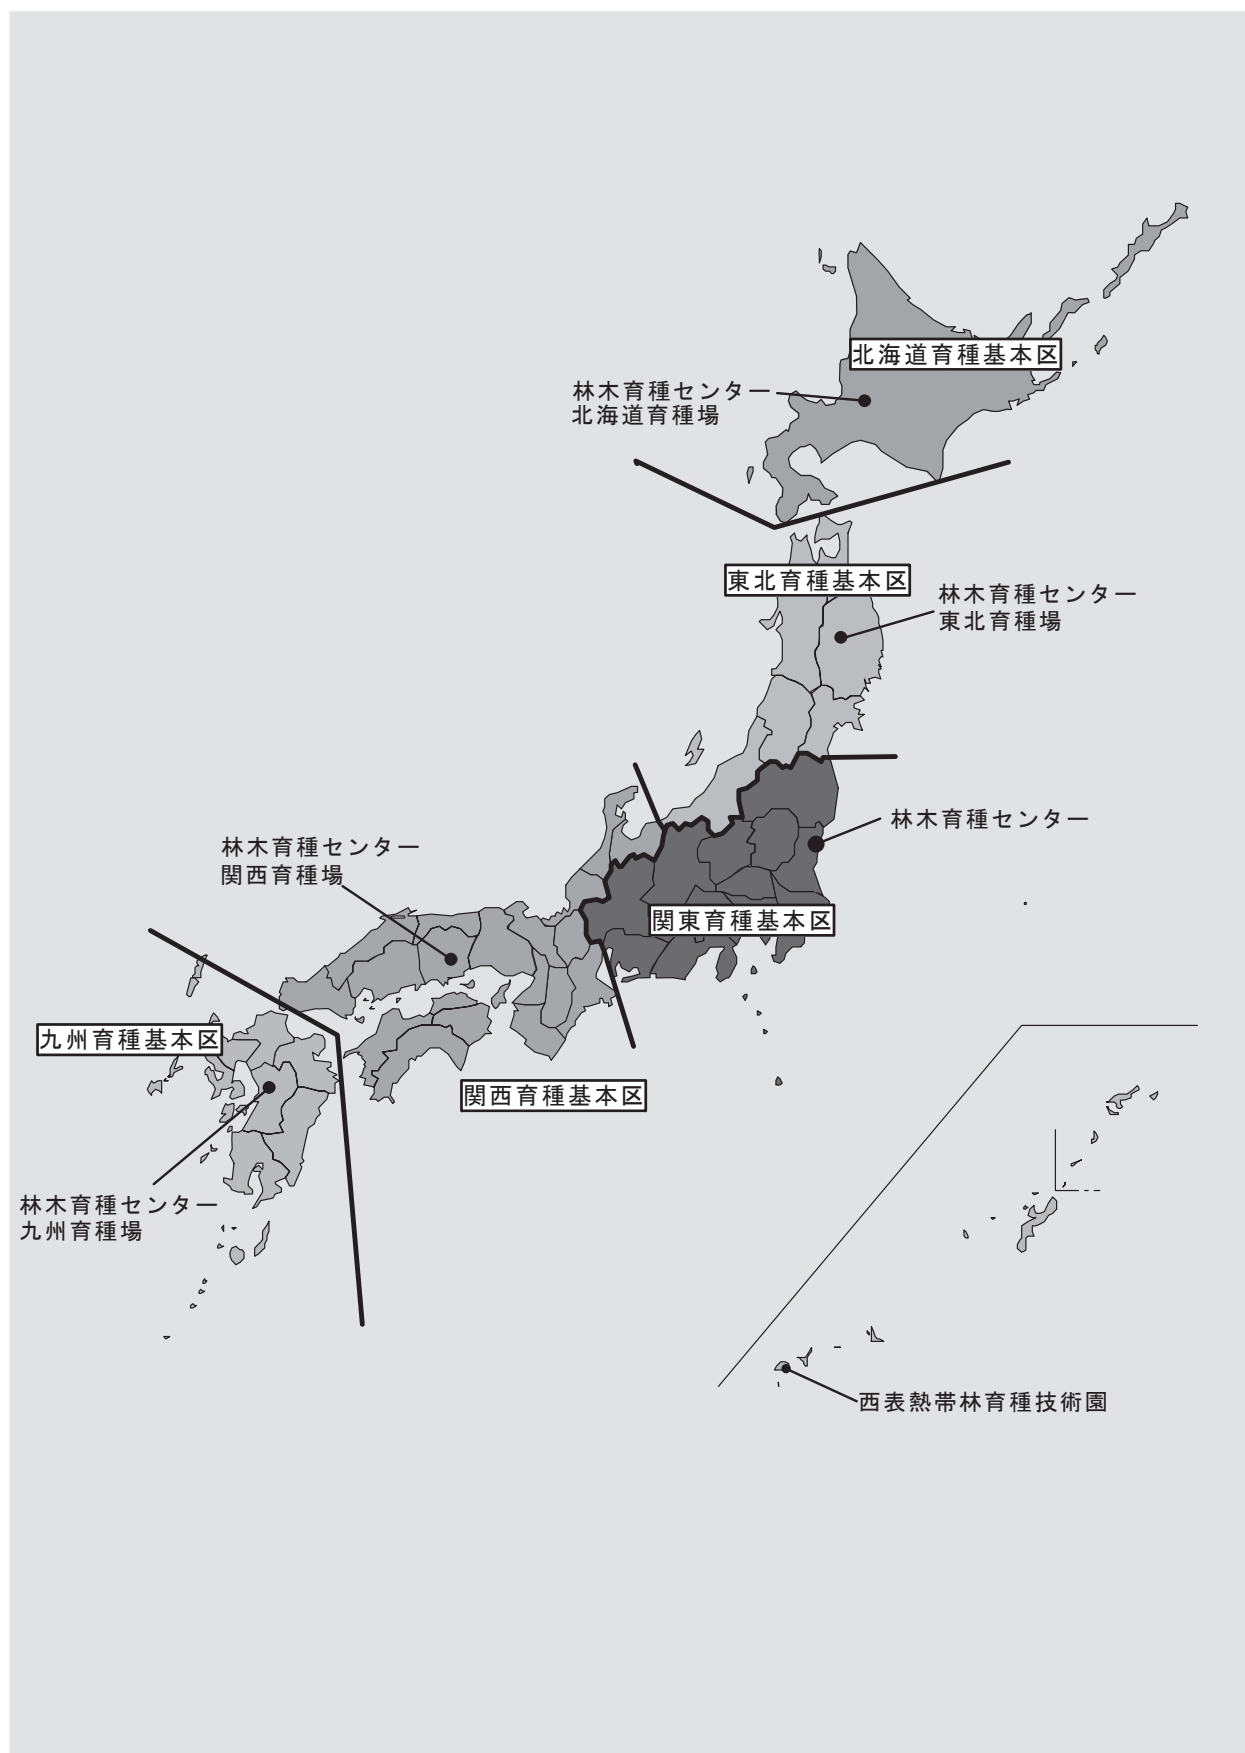 北海道育種基本区
林木育種センター
北海道育種場
東北育種基本区
林木育種センター
東北育種場
林木育種センター
林木育種センター
関西育種場
関東育種基本区
九州育種基本区
関西育種基本区
林木育種センター
九州育種場
西表熱帯林育種技術園